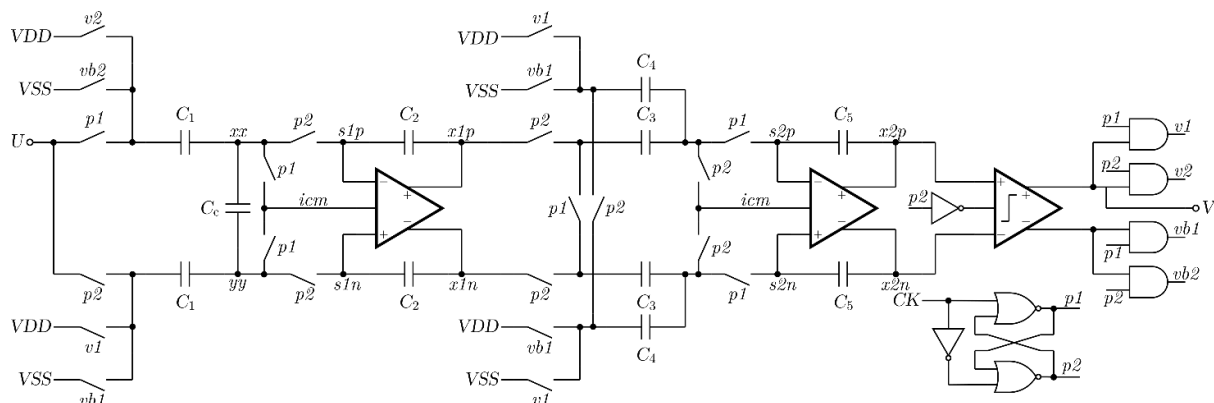 v2
v1
VDD
VDD
C4
vb2
vb1
VSS
VSS
p1
C1
xx
p2
s1p
C2
x1p
p2
C3
p1
s2p
C5
x2p
p1
v1
U
p1
p2
p2
v2
Cc
icm
p1
p2
icm
p2
V
p1
p2
vb1
p1
p2
C1
yy
p2
s1n
C2
x1n
p2
C3
p1
s2n
C5
x2n
p2
vb2
VDD
v1
VDD
vb1
C4
CK
p1
VSS
vb1
VSS
v1
p2